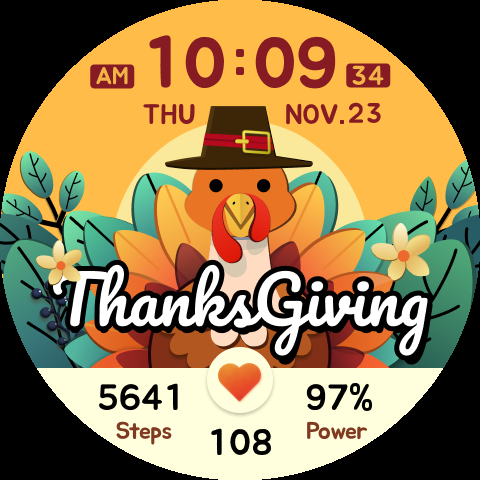 AM 10:09 34
THU NOV.23
ThanksGiving
5641 97%
Steps Power
108